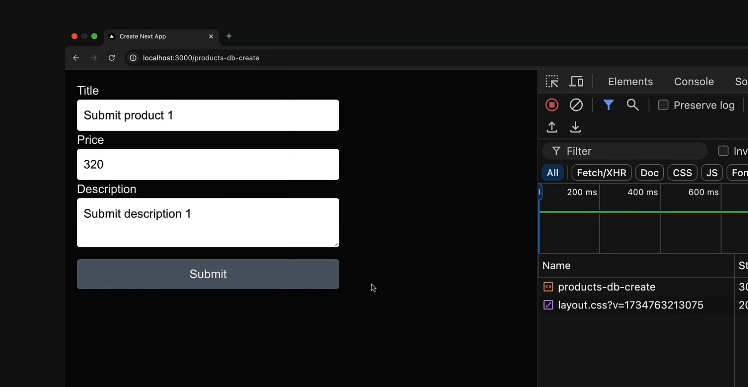 Create Next App
localhost:3000/products-db-create
Title
Submit product 1
Price
320
Description
Submit description 1
Submit
Elements Console So
Preserve log
Filter Inv
All Fetch/XHR Doc CSS JS Fon
200 ms 400 ms 600 ms
Name St
products-db-create 30
layout.css?v=1734763213075 20